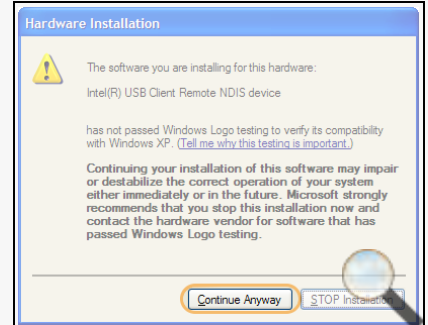 Hardware Installation
The software you are installing for this hardware:
Intel(R) USB Client Remote NDIS device
has not passed Windows Logo testing to verify its compatibility
with Windows XP. (Tell me why this testing is important.)
Continuing your installation of this software may impair
or destabilize the correct operation of your system
either immediately or in the future. Microsoft strongly
recommends that you stop this installation now and
contact the hardware vendor for software that has
passed Windows Logo testing.
Continue Anyway STOP Installation